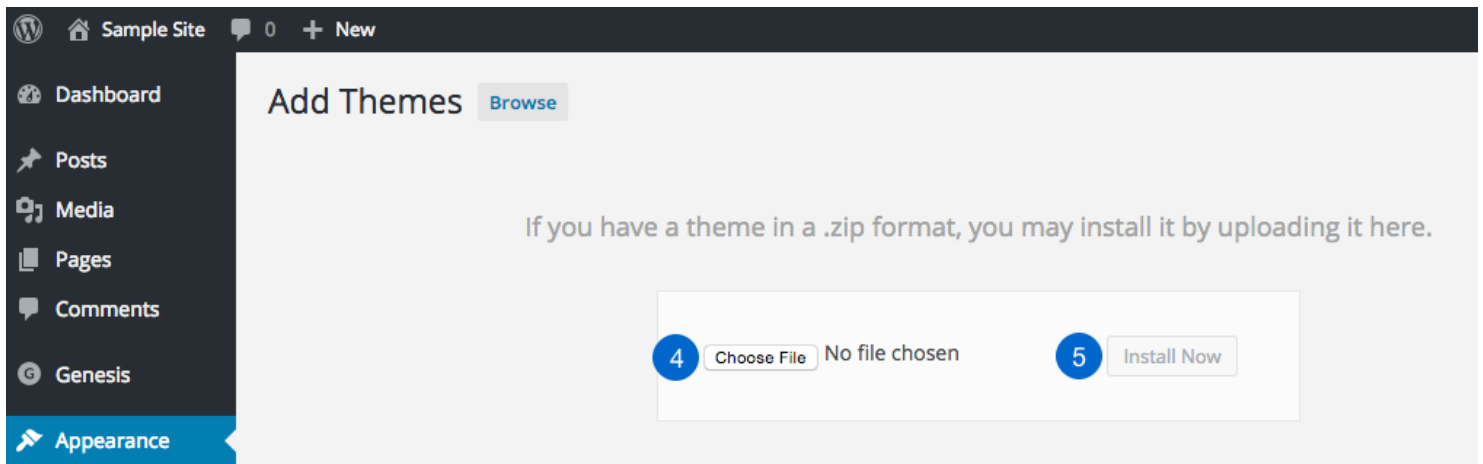 Sample Site 0 + New
Dashboard
Add Themes Browse
Posts
Media
If you have a theme in a .zip format, you may install it by uploading it here.
Pages
Comments
4 Choose File No file chosen 5 Install Now
G Genesis
Appearance